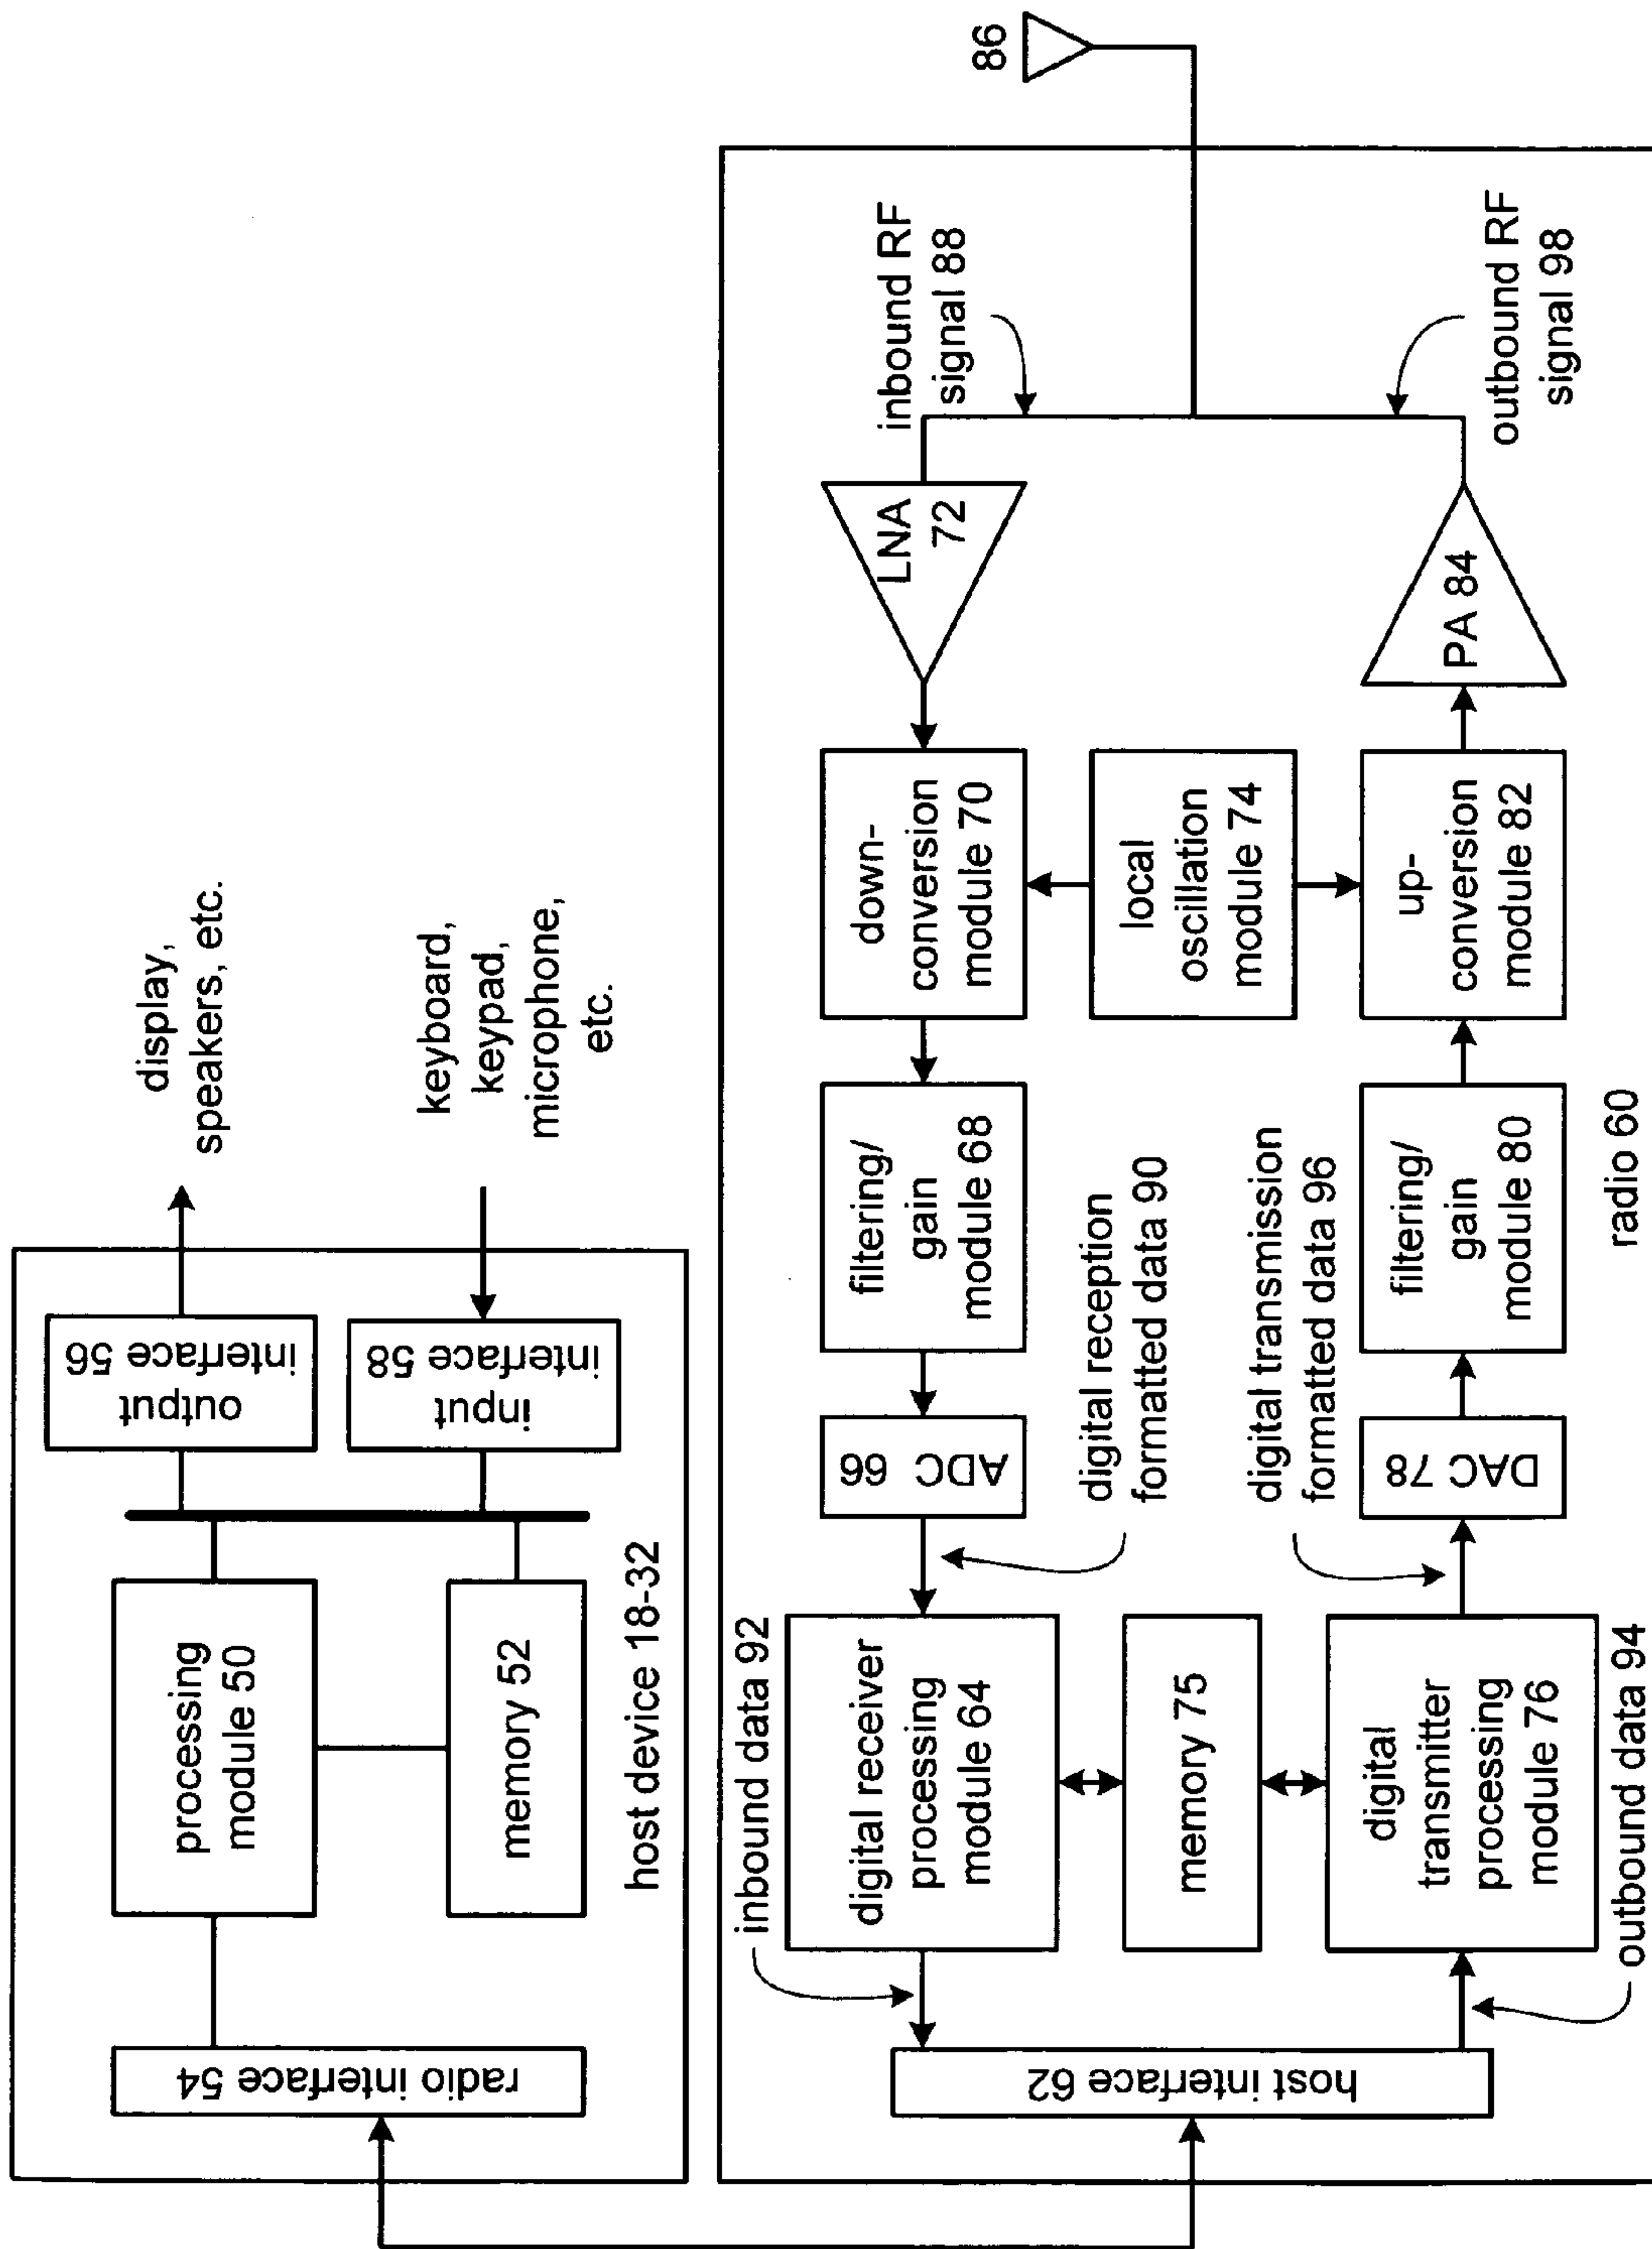 display,
speakers, etc.
keyboard,
keypad,
microphone,
etc.
output
interface 56
input
interface 58
processing
module 50
memory 52
radio interface 54
host device 18-32
86
inbound RF
signal 88
outbound RF
signal 98
LNA
72
PA 84
down-
conversion
module 70
local
oscillation
module 74
up-
conversion
module 82
filtering/
gain
module 68
filtering/
gain
module 80
radio 60
ADC 66
DAC 78
digital reception
formatted data 90
digital transmission
formatted data 96
inbound data 92
digital receiver
processing
module 64
memory 75
digital
transmitter
processing
module 76
outbound data 94
host interface 62